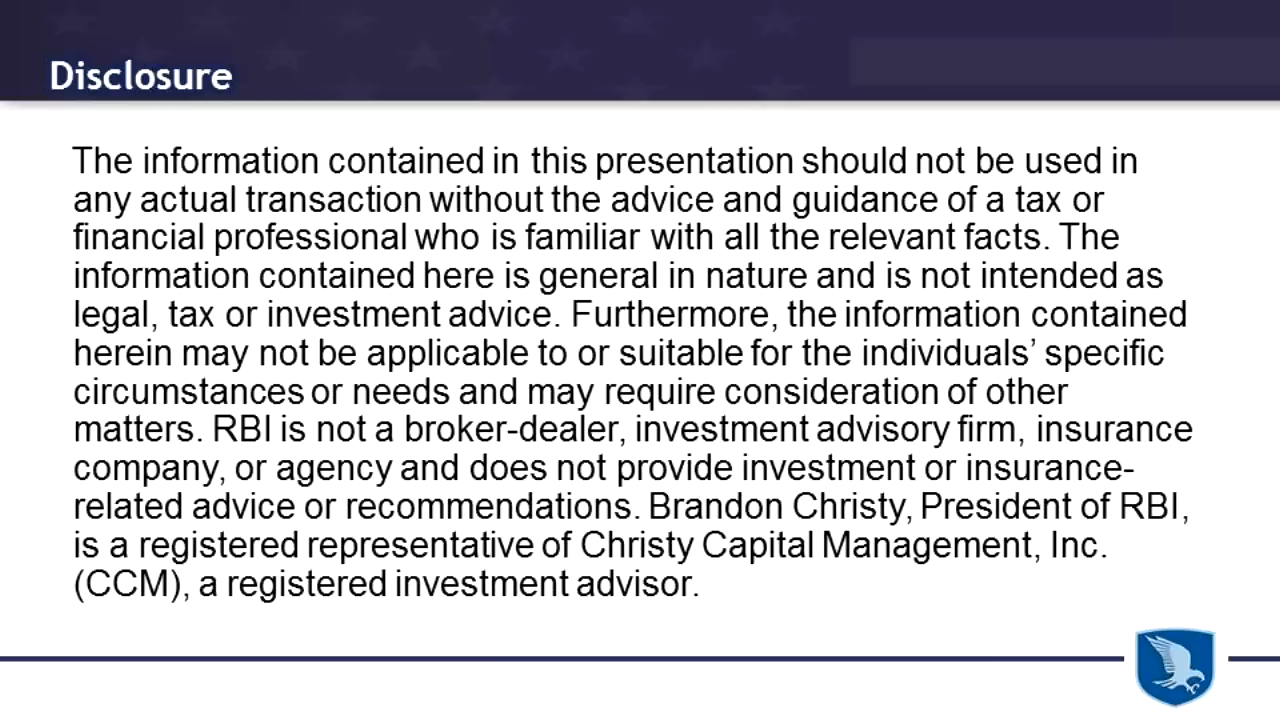 Disclosure
The information contained in this presentation should not be used in
any actual transaction without the advice and guidance of a tax or
financial professional who is familiar with all the relevant facts. The
information contained here is general in nature and is not intended as
legal, tax or investment advice. Furthermore, the information contained
herein may not be applicable to or suitable for the individuals’ specific
circumstances or needs and may require consideration of other
matters. RBI is not a broker-dealer, investment advisory firm, insurance
company, or agency and does not provide investment or insurance-
related advice or recommendations. Brandon Christy, President of RBI,
is a registered representative of Christy Capital Management, Inc.
(CCM), a registered investment advisor.